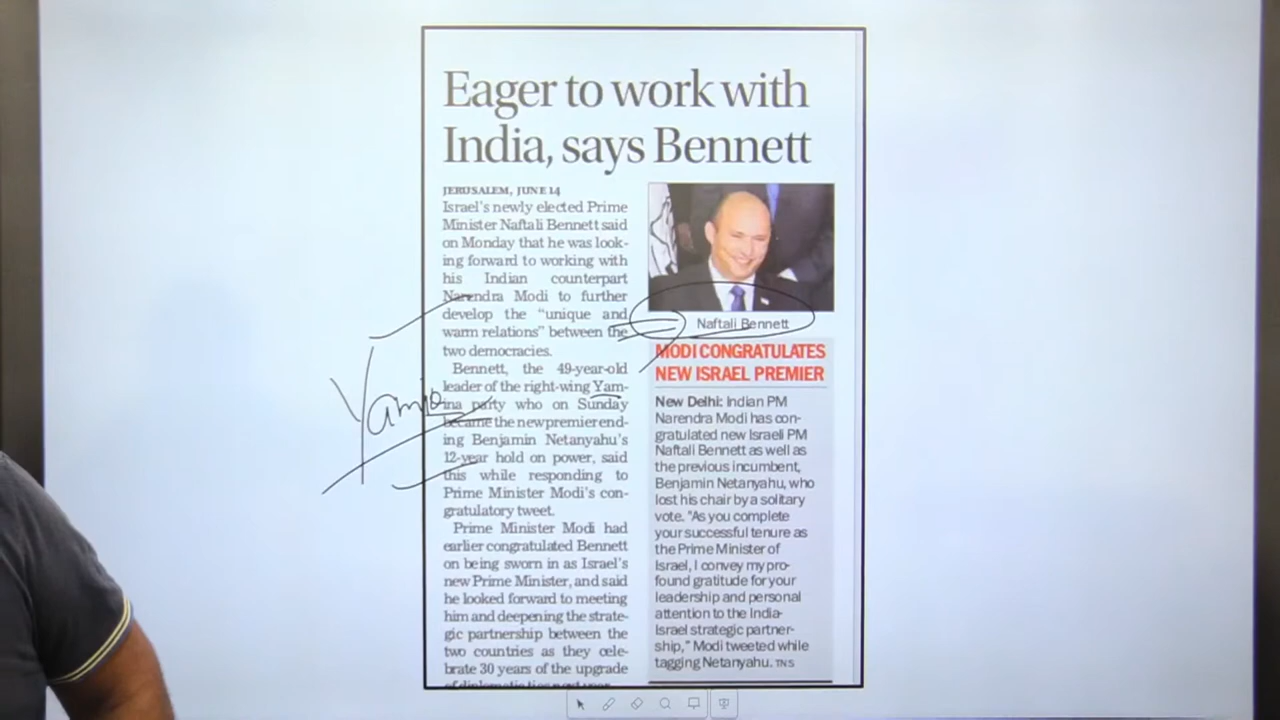 Eager to work with
India, says Bennett
JERUSALEM, JUNE 14
Israel's newly elected Prime
Minister Naftali Bennett said
on Monday that he was look-
ing forward to working with
his Indian counterpart
Narendra Modi to further
develop the “unique and
warm relations” between the
two democracies.
Bennett, the 49-year-old
leader of the right-wing Yam-
ina party who on Sunday
became the new premier end-
ing Benjamin Netanyahu's
12-year hold on power, said
this while responding to
Prime Minister Modi's con-
gratulatory tweet.
Prime Minister Modi had
earlier congratulated Bennett
on being sworn in as Israel's
new Prime Minister, and said
he looked forward to meeting
him and deepening the strate-
gic partnership between the
two countries as they cele-
brate 30 years of the upgrade
of diplomatic ties next year.
Naftali Bennett
MODI CONGRATULATES
NEW ISRAEL PREMIER
New Delhi: Indian PM
Narendra Modi has con-
gratulated new Israeli PM
Naftali Bennett as well as
the previous incumbent,
Benjamin Netanyahu, who
lost his chair by a solitary
vote. "As you complete
your successful tenure as
the Prime Minister of
Israel, I convey my pro-
found gratitude for your
leadership and personal
attention to the India-
Israel strategic partner-
ship,” Modi tweeted while
tagging Netanyahu. TNS